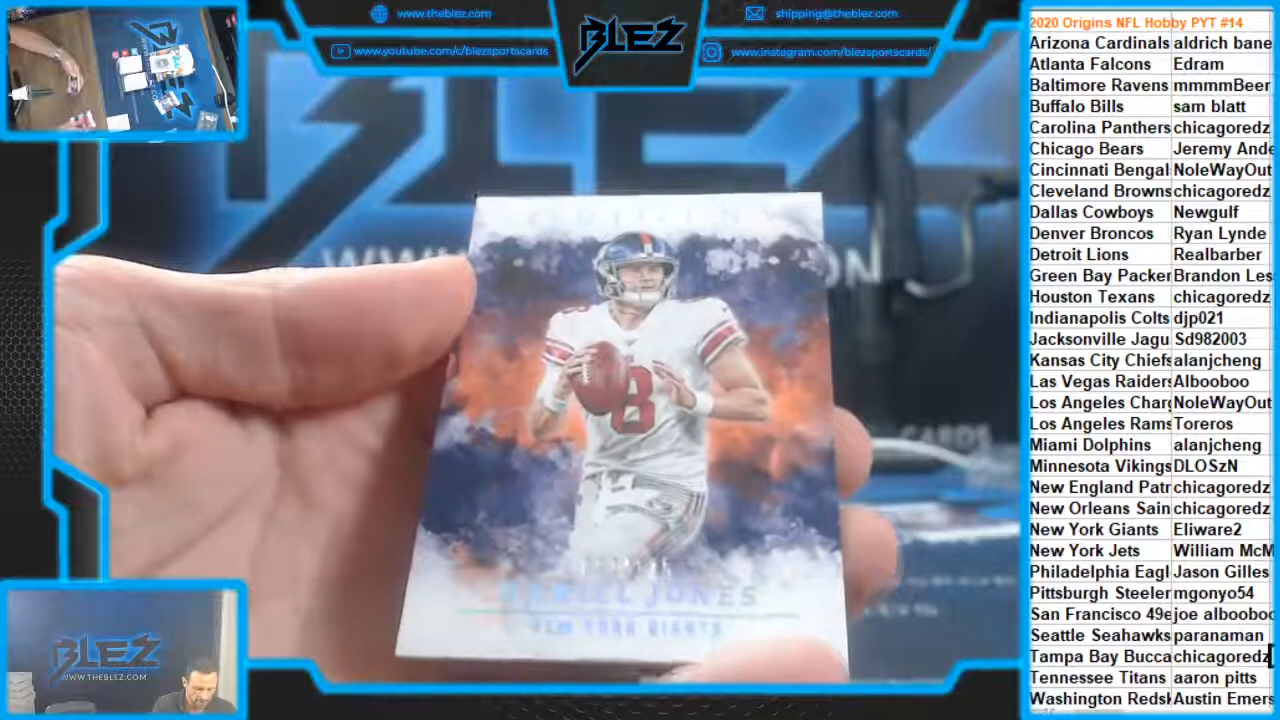 www.theblez.com
www.youtube.com/c/blezsportscards
BLEZ
shipping@theblez.com
www.instagram.com/blezsportscards/
ORIGINS
8
JONES
NEW YORK GIANTS
CARDS
BLEZ
WWW.THEBLEZ.COM
2020 Origins NFL Hobby PYT #14
Arizona Cardinals aldrich bane
Atlanta Falcons Edram
Baltimore Ravens mmmmBeer
Buffalo Bills sam blatt
Carolina Panthers chicagoredz
Chicago Bears Jeremy Ande
Cincinnati Bengal NoleWayOut
Cleveland Browns chicagoredz
Dallas Cowboys Newgulf
Denver Broncos Ryan Lynde
Detroit Lions Realbarber
Green Bay Packer Brandon Les
Houston Texans chicagoredz
Indianapolis Colts djp021
Jacksonville Jagu Sd982003
Kansas City Chiefs alanjcheng
Las Vegas Raiders Albooboo
Los Angeles Charg NoleWayOut
Los Angeles Rams Toreros
Miami Dolphins alanjcheng
Minnesota Vikings DLOSzN
New England Patr chicagoredz
New Orleans Sain chicagoredz
New York Giants Eliware2
New York Jets William McM
Philadelphia Eagl Jason Gilles
Pittsburgh Steeler mgonyo54
San Francisco 49e joe albooboo
Seattle Seahawks paranaman
Tampa Bay Bucca chicagoredz
Tennessee Titans aaron pitts
Washington Redsk Austin Emers